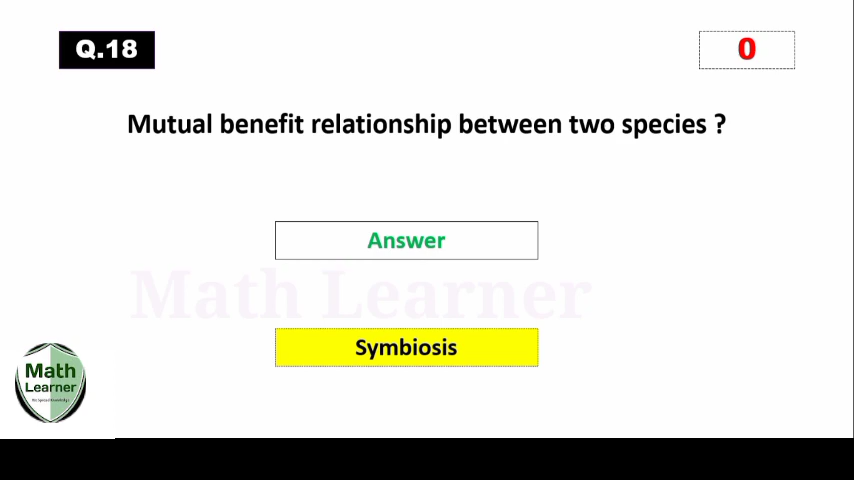 Q.18
0
Mutual benefit relationship between two species ?
Answer
Math Learner
Symbiosis
Math
Learner